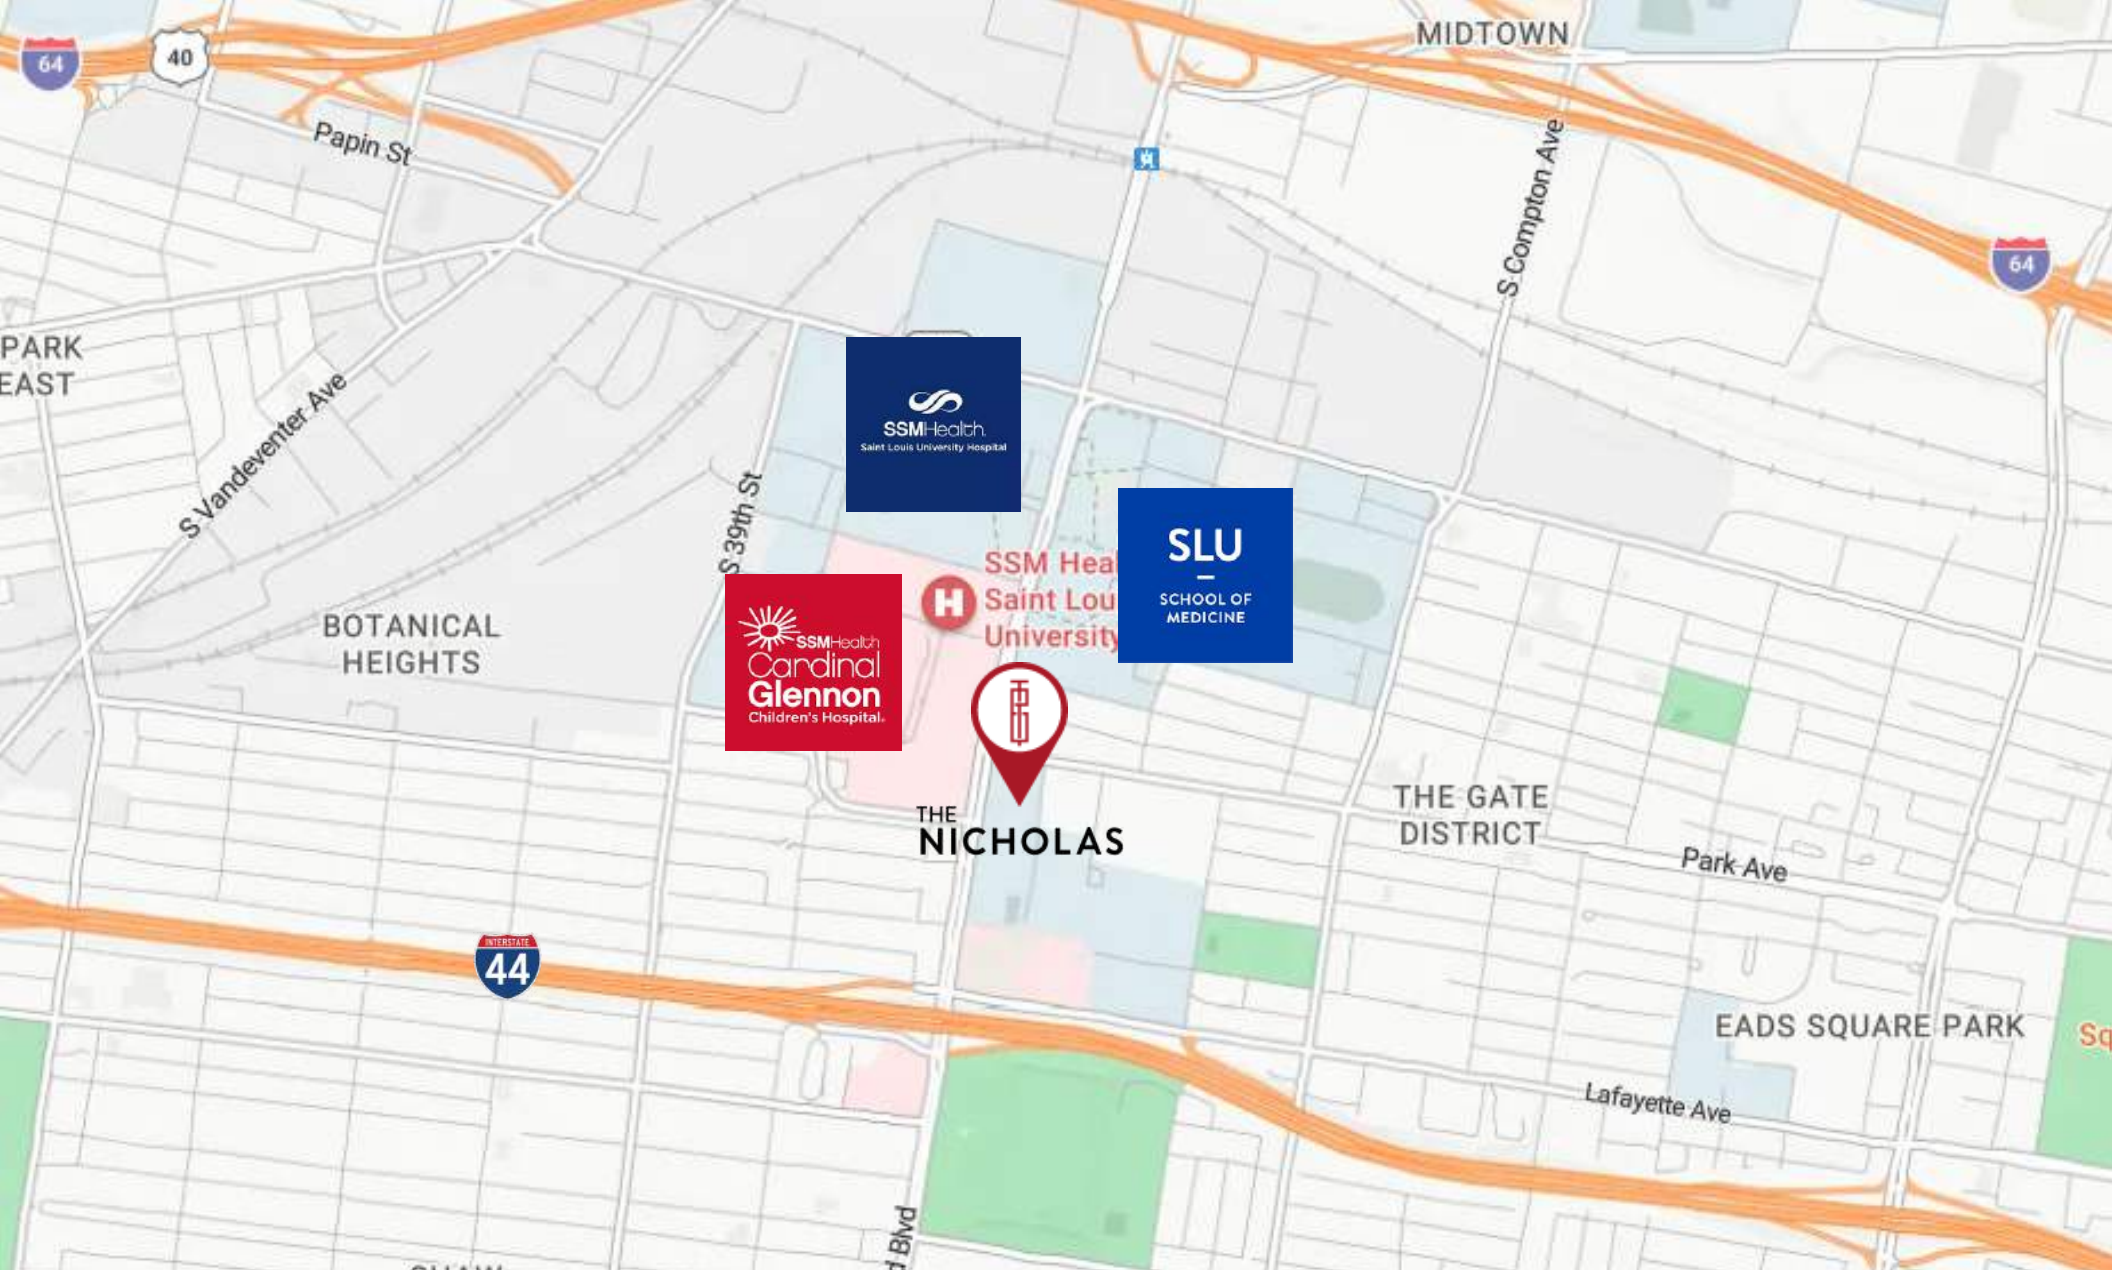 MIDTOWN
64
40
Papin St
S Compton Ave
64
PARK
EAST
S Vandeventer Ave
SSMHealth
Saint Louis University Hospital
S 39th St
SLU
SCHOOL OF
MEDICINE
SSM Hea
Saint Lou
University
H
SSMHealth
Cardinal
Glennon
Children's Hospital.
BOTANICAL
HEIGHTS
THE
NICHOLAS
THE GATE
DISTRICT
Park Ave
INTERSTATE
44
EADS SQUARE PARK
Sq
Lafayette Ave
d Blvd